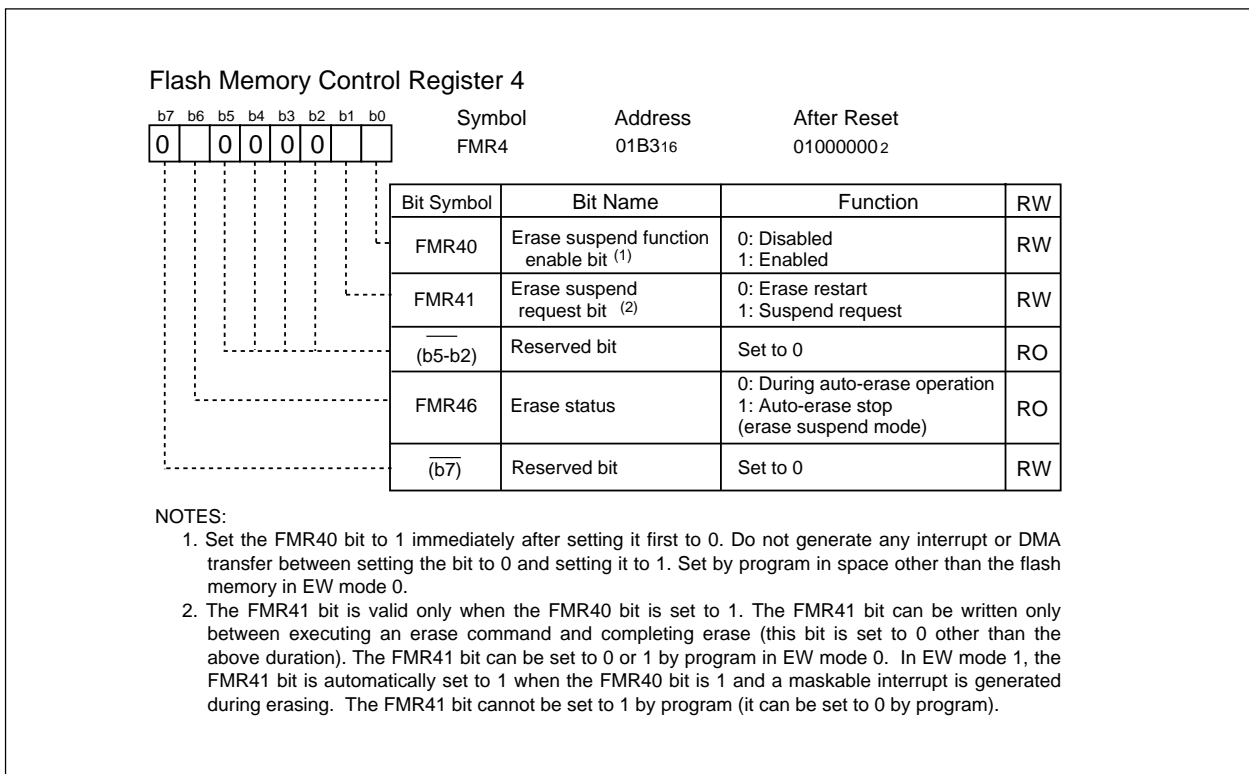 Flash Memory Control Register 4
b7 b6 b5 b4 b3 b2 b1 b0
0 0 0 0 0
Symbol Address After Reset
FMR4 01B316 010000002
Bit Symbol Bit Name Function RW
FMR40 Erase suspend function enable bit (1) 0: Disabled 1: Enabled RW
FMR41 Erase suspend request bit (2) 0: Erase restart 1: Suspend request RW
(b5-b2) Reserved bit Set to 0 RO
FMR46 Erase status 0: During auto-erase operation 1: Auto-erase stop (erase suspend mode) RO
(b7) Reserved bit Set to 0 RW
NOTES:
1. Set the FMR40 bit to 1 immediately after setting it first to 0. Do not generate any interrupt or DMA
transfer between setting the bit to 0 and setting it to 1. Set by program in space other than the flash
memory in EW mode 0.
2. The FMR41 bit is valid only when the FMR40 bit is set to 1. The FMR41 bit can be written only
between executing an erase command and completing erase (this bit is set to 0 other than the
above duration). The FMR41 bit can be set to 0 or 1 by program in EW mode 0. In EW mode 1, the
FMR41 bit is automatically set to 1 when the FMR40 bit is 1 and a maskable interrupt is generated
during erasing. The FMR41 bit cannot be set to 1 by program (it can be set to 0 by program).